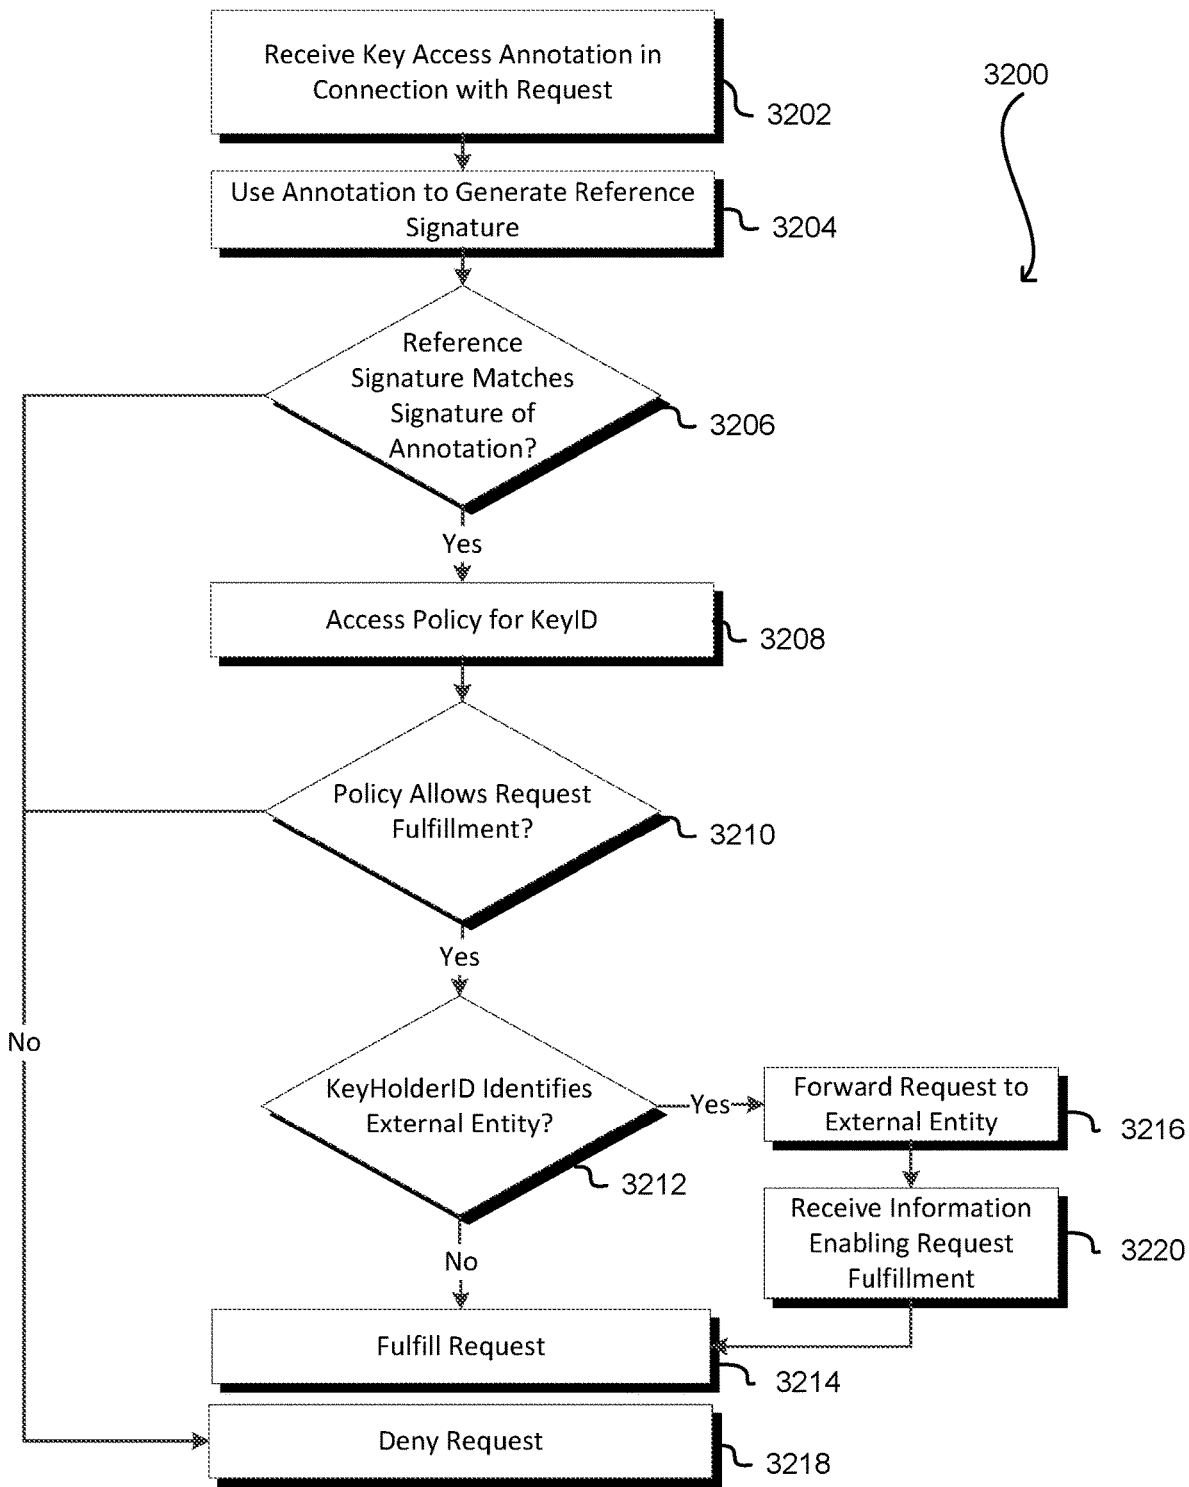 Receive Key Access Annotation in
Connection with Request
3202
3200
Use Annotation to Generate Reference
Signature
3204
Reference
Signature Matches
Signature of
Annotation?
3206
Yes
Access Policy for KeyID
3208
Policy Allows Request
Fulfillment?
3210
Yes
No
KeyHolderID Identifies
External Entity?
3212
Yes
Forward Request to
External Entity
3216
Receive Information
Enabling Request
Fulfillment
3220
No
Fulfill Request
3214
Deny Request
3218